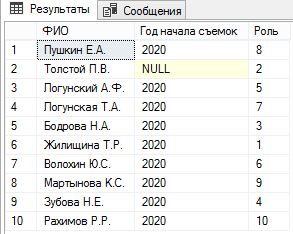 Результаты Сообщения
ФИО Год начала съемок Роль
1 Пушкин Е.А. 2020 8
2 Толстой П.В. NULL 2
3 Логунский А.Ф. 2020 5
4 Логунская Т.А. 2020 7
5 Бодрова Н.А. 2020 3
6 Жилищина Т.Р. 2020 1
7 Волохин Ю.С. 2020 6
8 Мартынова К.С. 2020 9
9 Зубова Н.Е. 2020 4
10 Рахимов Р.Р. 2020 10